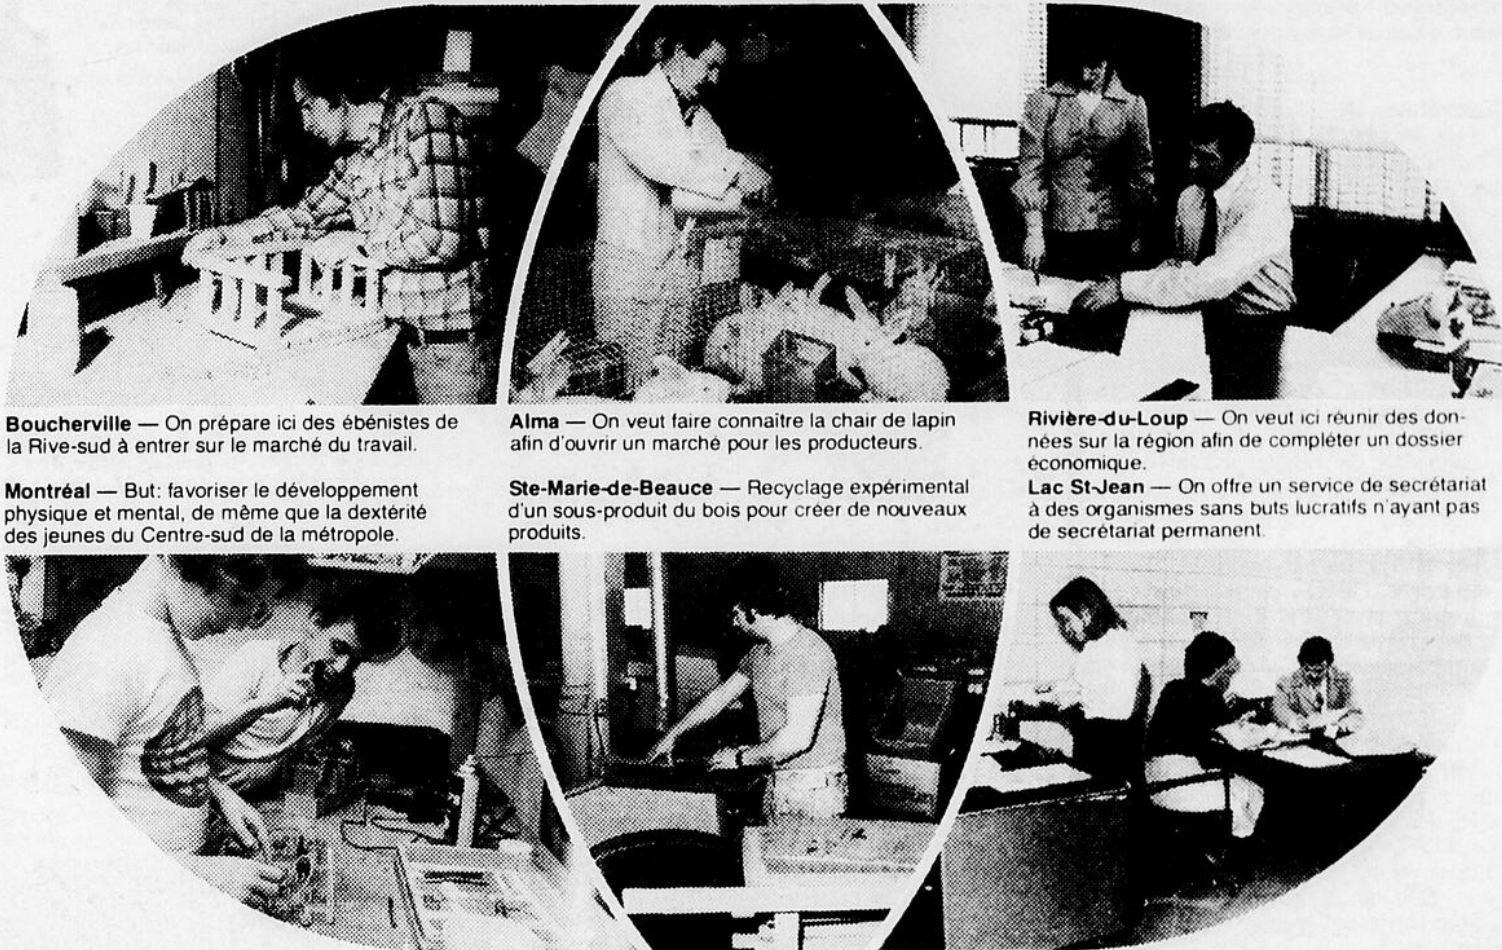 Boucherville — On prépare ici des ébénistes de
la Rive-sud à entrer sur le marché du travail.
Montréal — But: favoriser le développement
physique et mental, de même que la dextérité
des jeunes du Centre-sud de la métropole.
Alma — On veut faire connaître la chair de lapin
afin d'ouvrir un marché pour les producteurs.
Ste-Marie-de-Beauce — Recyclage expérimental
d'un sous-produit du bois pour créer de nouveaux
produits.
Rivière-du-Loup — On veut ici réunir des don-
nées sur la région afin de compléter un dossier
économique.
Lac St-Jean — On offre un service de secrétariat
à des organismes sans buts lucratifs n'ayant pas
de secrétariat permanent.